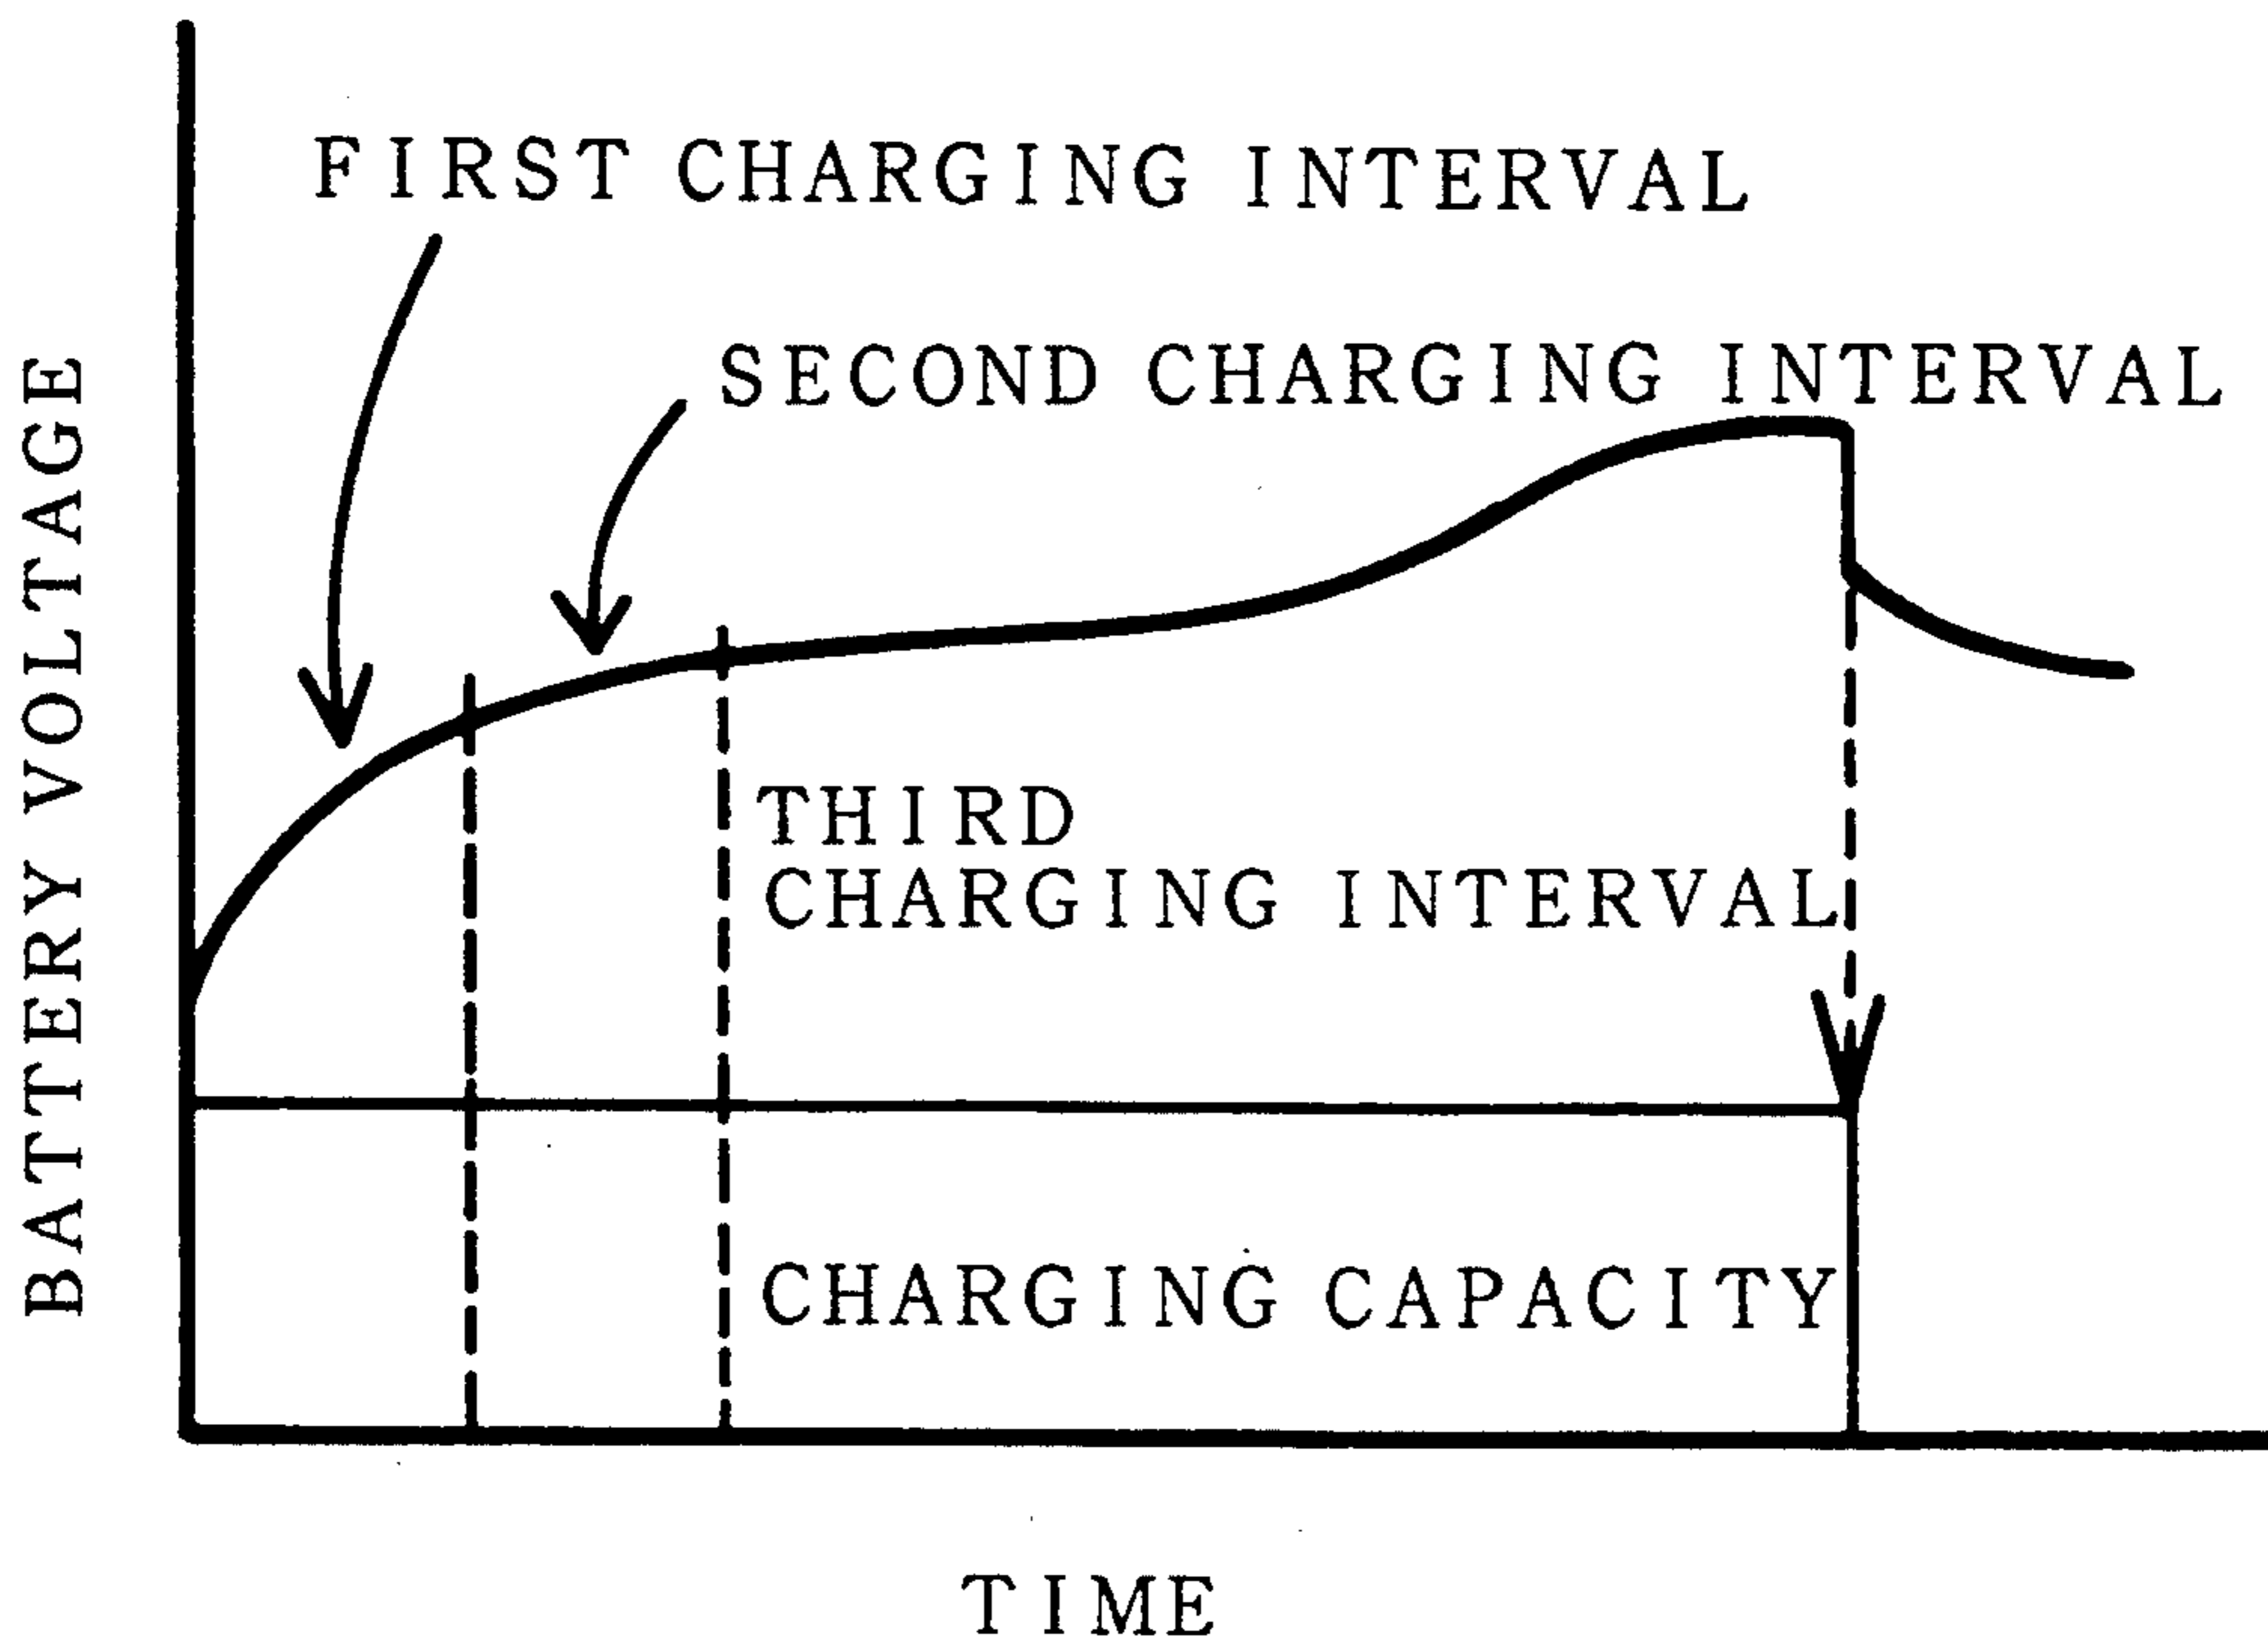 FIRST CHARGING INTERVAL
SECOND CHARGING INTERVAL
BATTERY VOLTAGE
THIRD
CHARGING INTERVAL
CHARGING CAPACITY
TIME